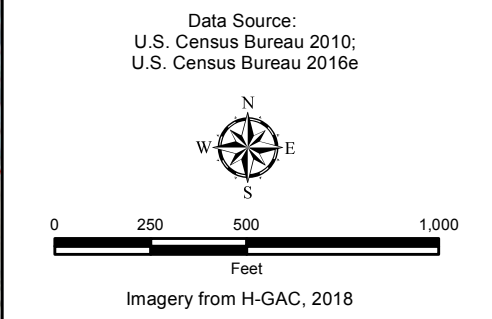 Data Source:
U.S. Census Bureau 2010;
U.S. Census Bureau 2016e
N
W E
S
0 250 500 1,000
Feet
Imagery from H-GAC, 2018